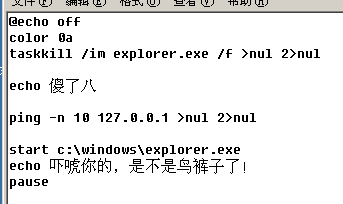 @echo off
color 0a
taskkill /im explorer.exe /f >nul 2>nul
echo 傻了八
ping -n 10 127.0.0.1 >nul 2>nul
start c:\windows\explorer.exe
echo 吓唬你的，是不是鸟裤子了!
pause